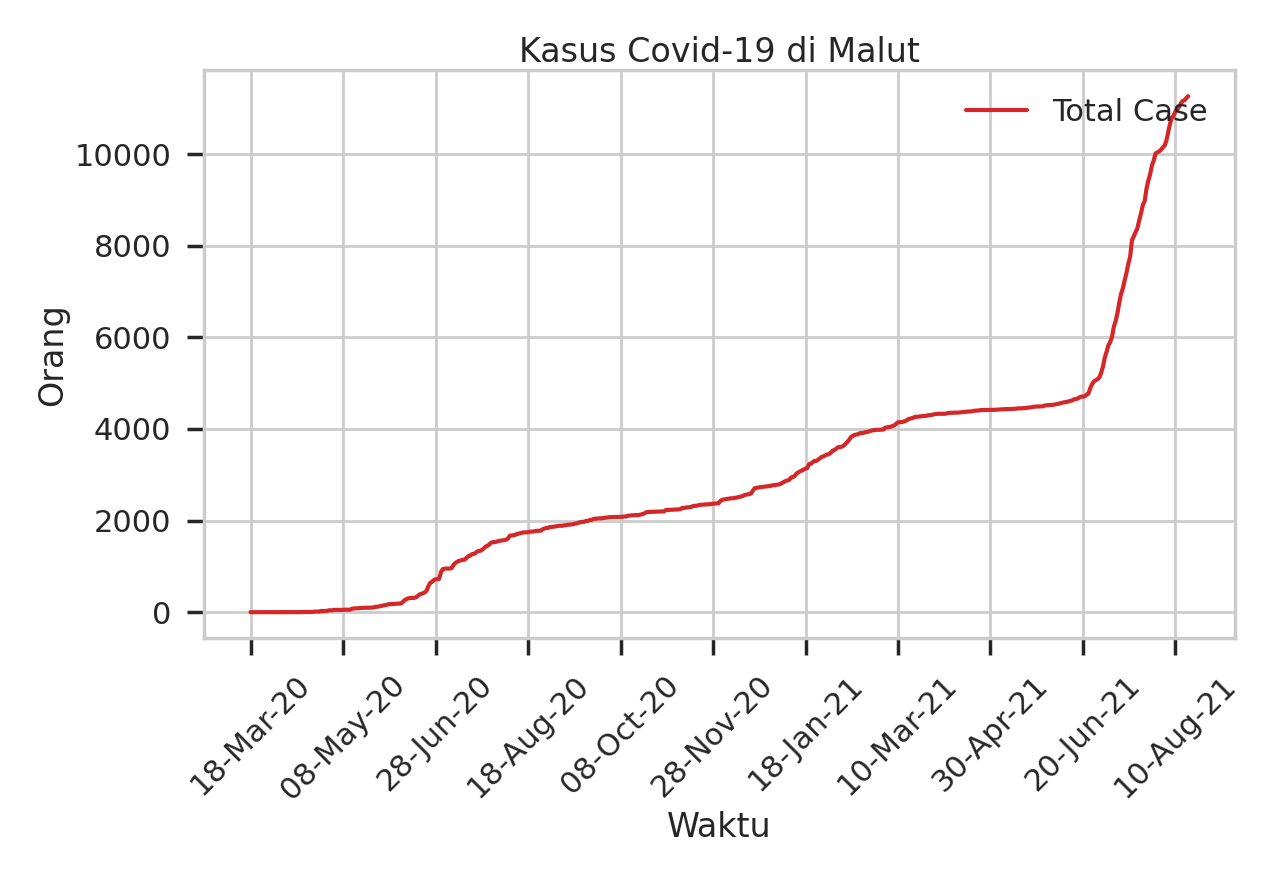 Kasus Covid-19 di Malut
Total Case
Orang
10000
8000
6000
4000
2000
0
18-Mar-20
08-May-20
28-Jun-20
18-Aug-20
08-Oct-20
28-Nov-20
18-Jan-21
10-Mar-21
30-Apr-21
20-Jun-21
10-Aug-21
Waktu